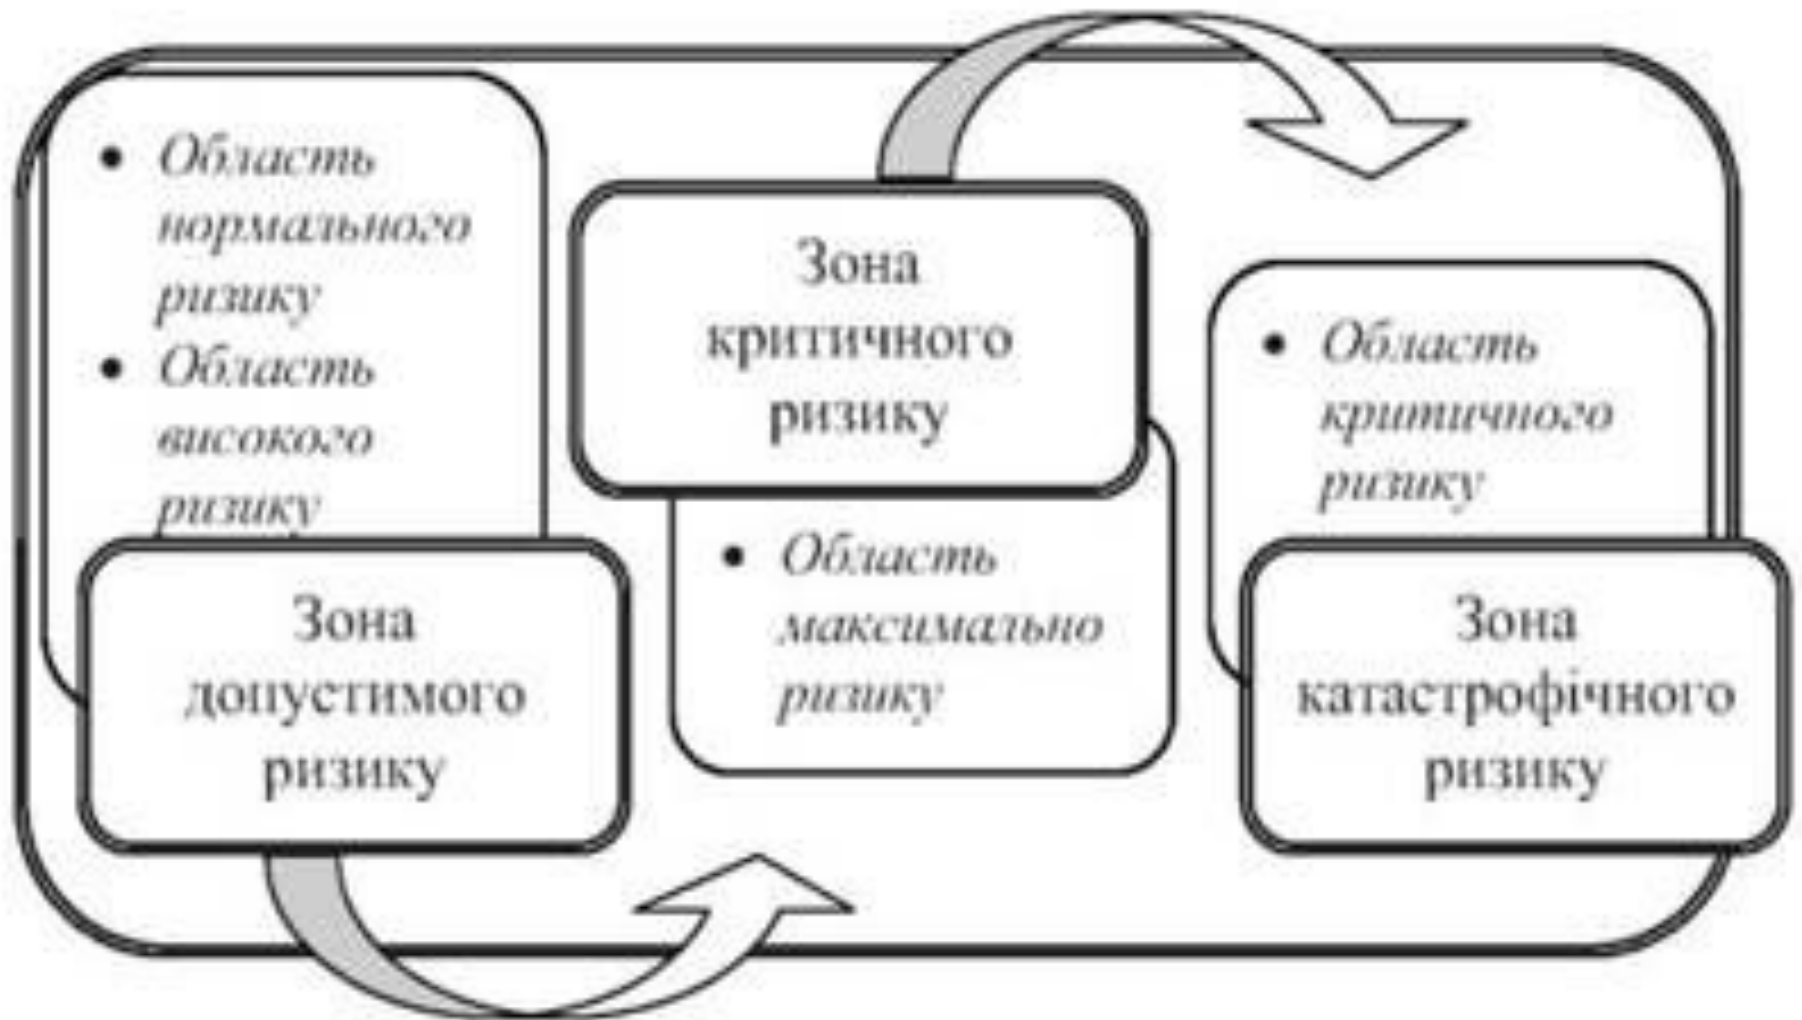 • Область
нормального
ризику
• Область
високого
ризику
Зона
допустимого
ризику
Зона
критичного
ризику
• Область
максимально
ризику
• Область
критичного
ризику
Зона
катастрофічного
ризику